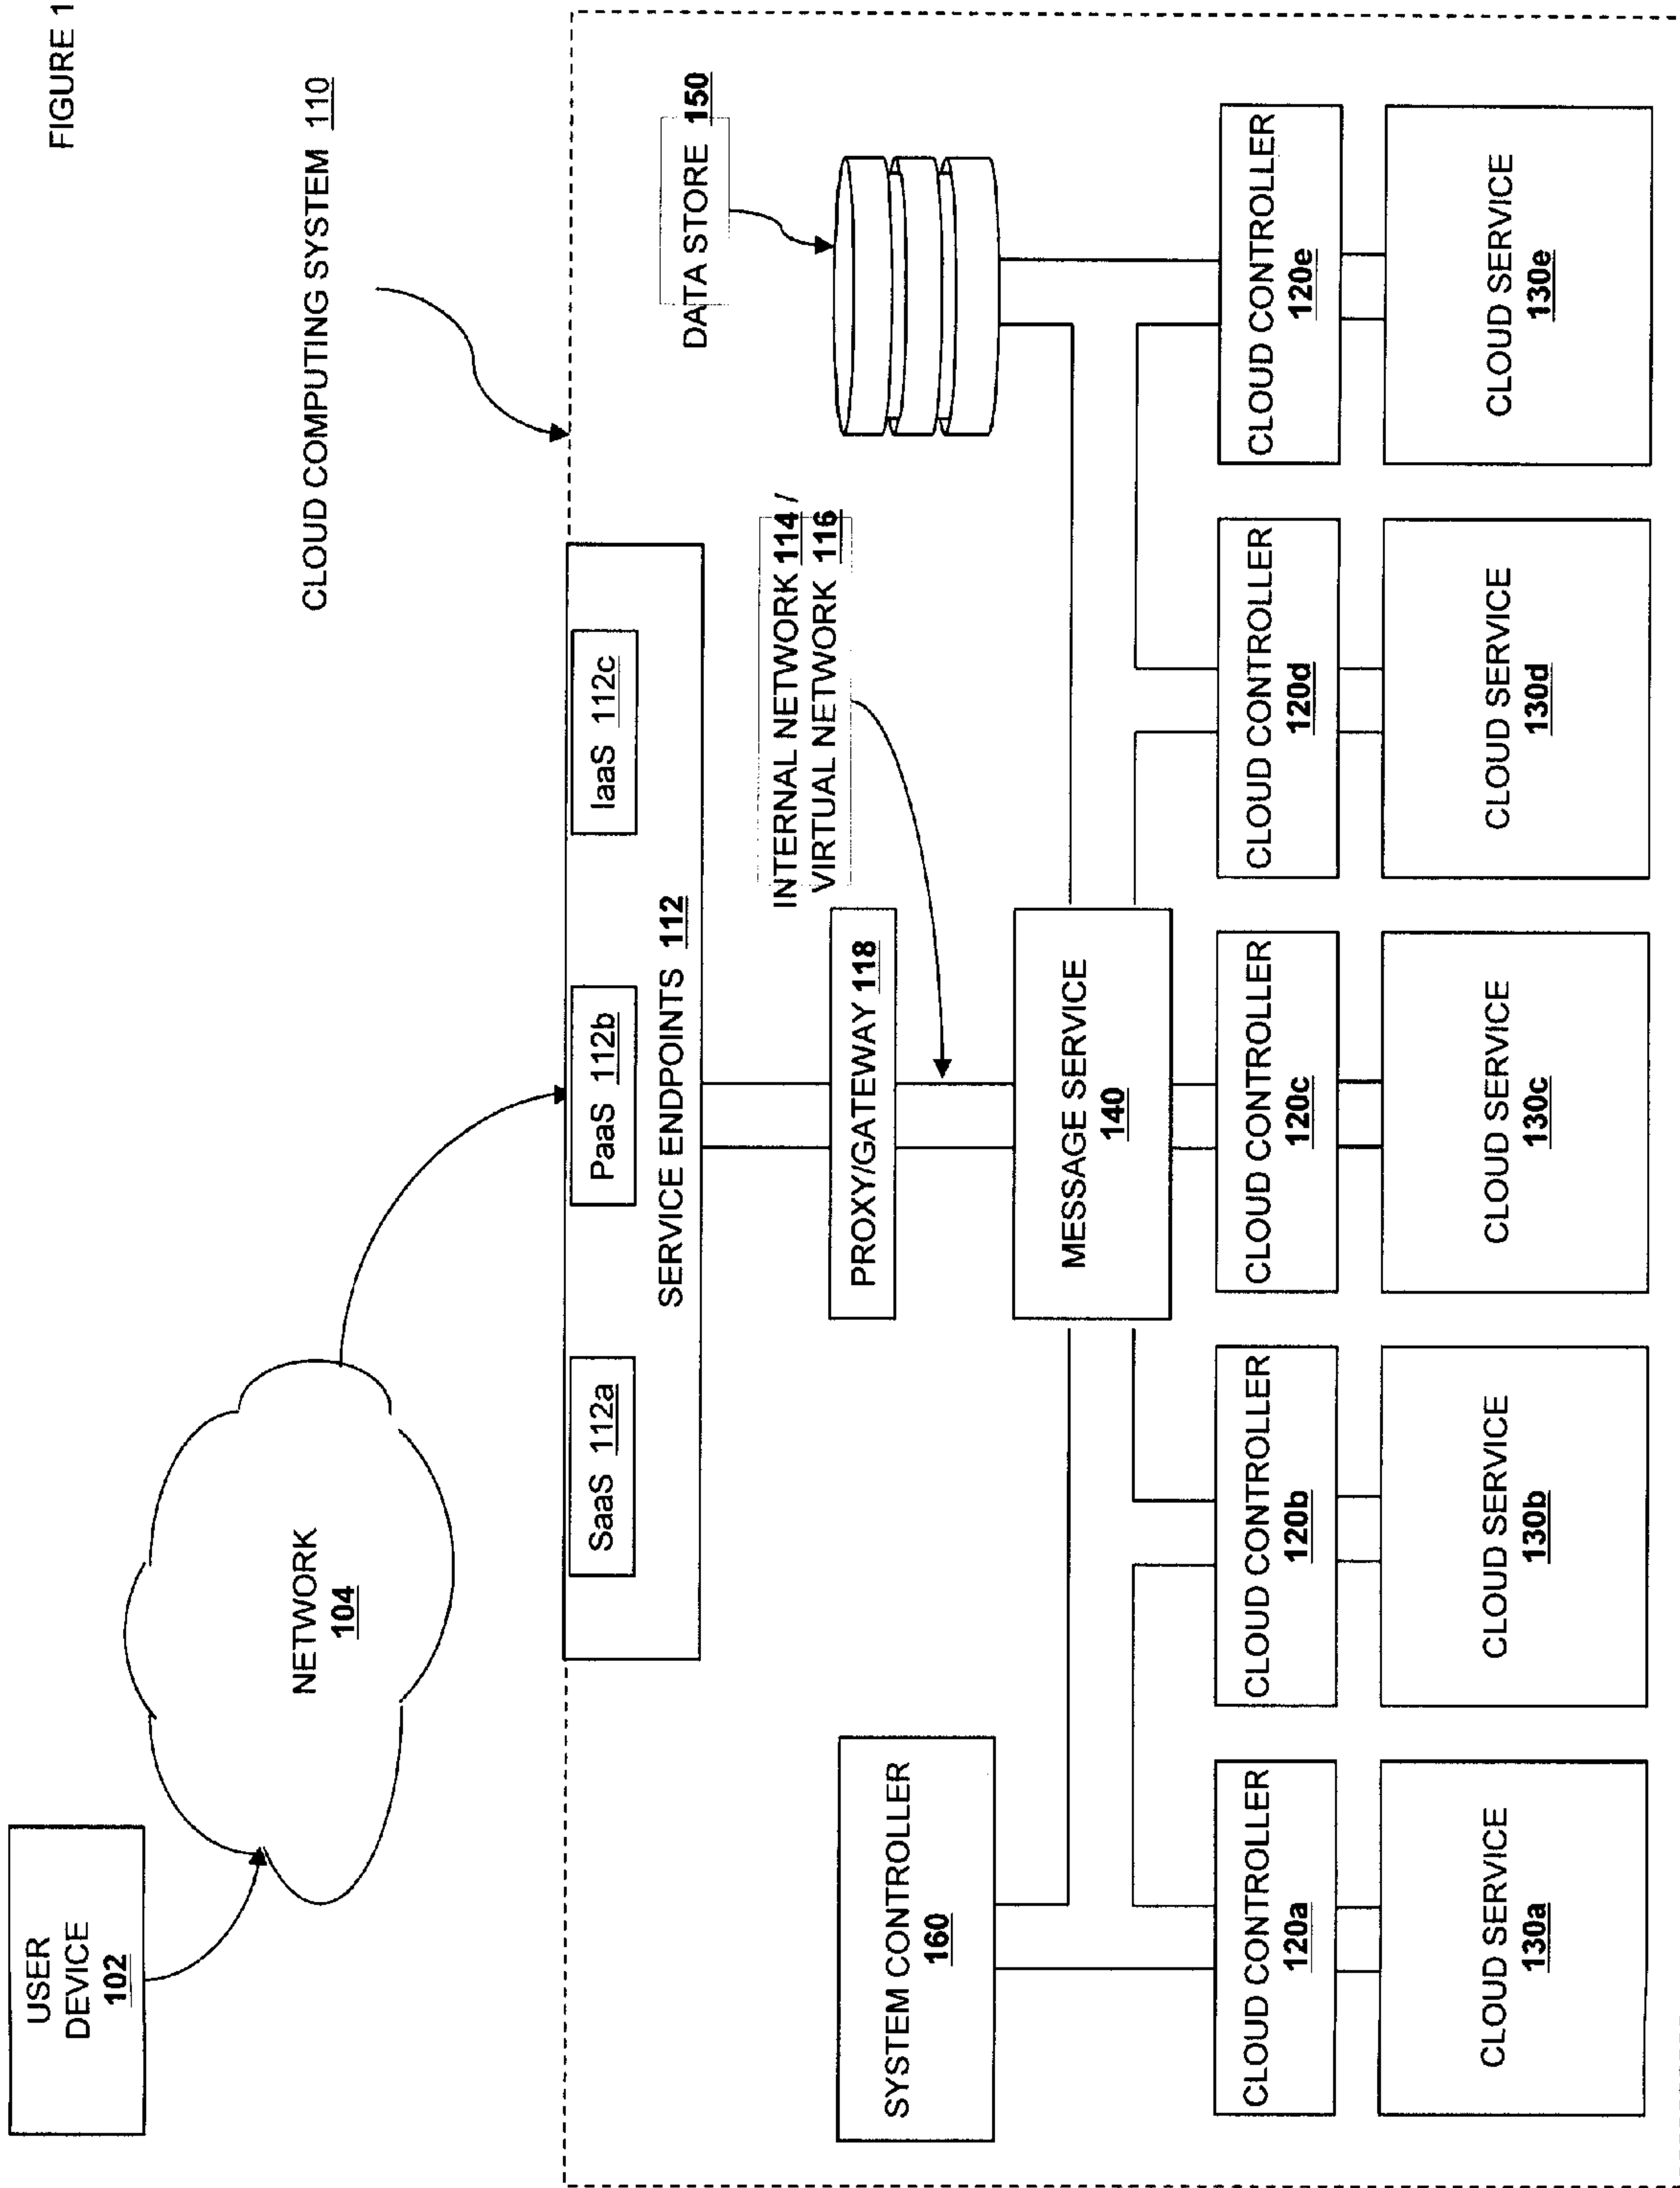 FIGURE 1
USER
DEVICE
102
NETWORK
104
CLOUD COMPUTING SYSTEM 110
SaaS 112a
PaaS 112b
IaaS 112c
SERVICE ENDPOINTS 112
DATA STORE 150
INTERNAL NETWORK 114 /
VIRTUAL NETWORK 116
PROXY/GATEWAY 118
SYSTEM CONTROLLER
160
MESSAGE SERVICE
140
CLOUD CONTROLLER
120a
CLOUD CONTROLLER
120b
CLOUD CONTROLLER
120c
CLOUD CONTROLLER
120d
CLOUD CONTROLLER
120e
CLOUD SERVICE
130a
CLOUD SERVICE
130b
CLOUD SERVICE
130c
CLOUD SERVICE
130d
CLOUD SERVICE
130e